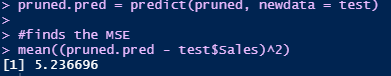 > pruned.pred = predict(pruned, newdata = test)
>
> #finds the MSE
> mean((pruned.pred - test$Sales)^2)
[1] 5.236696